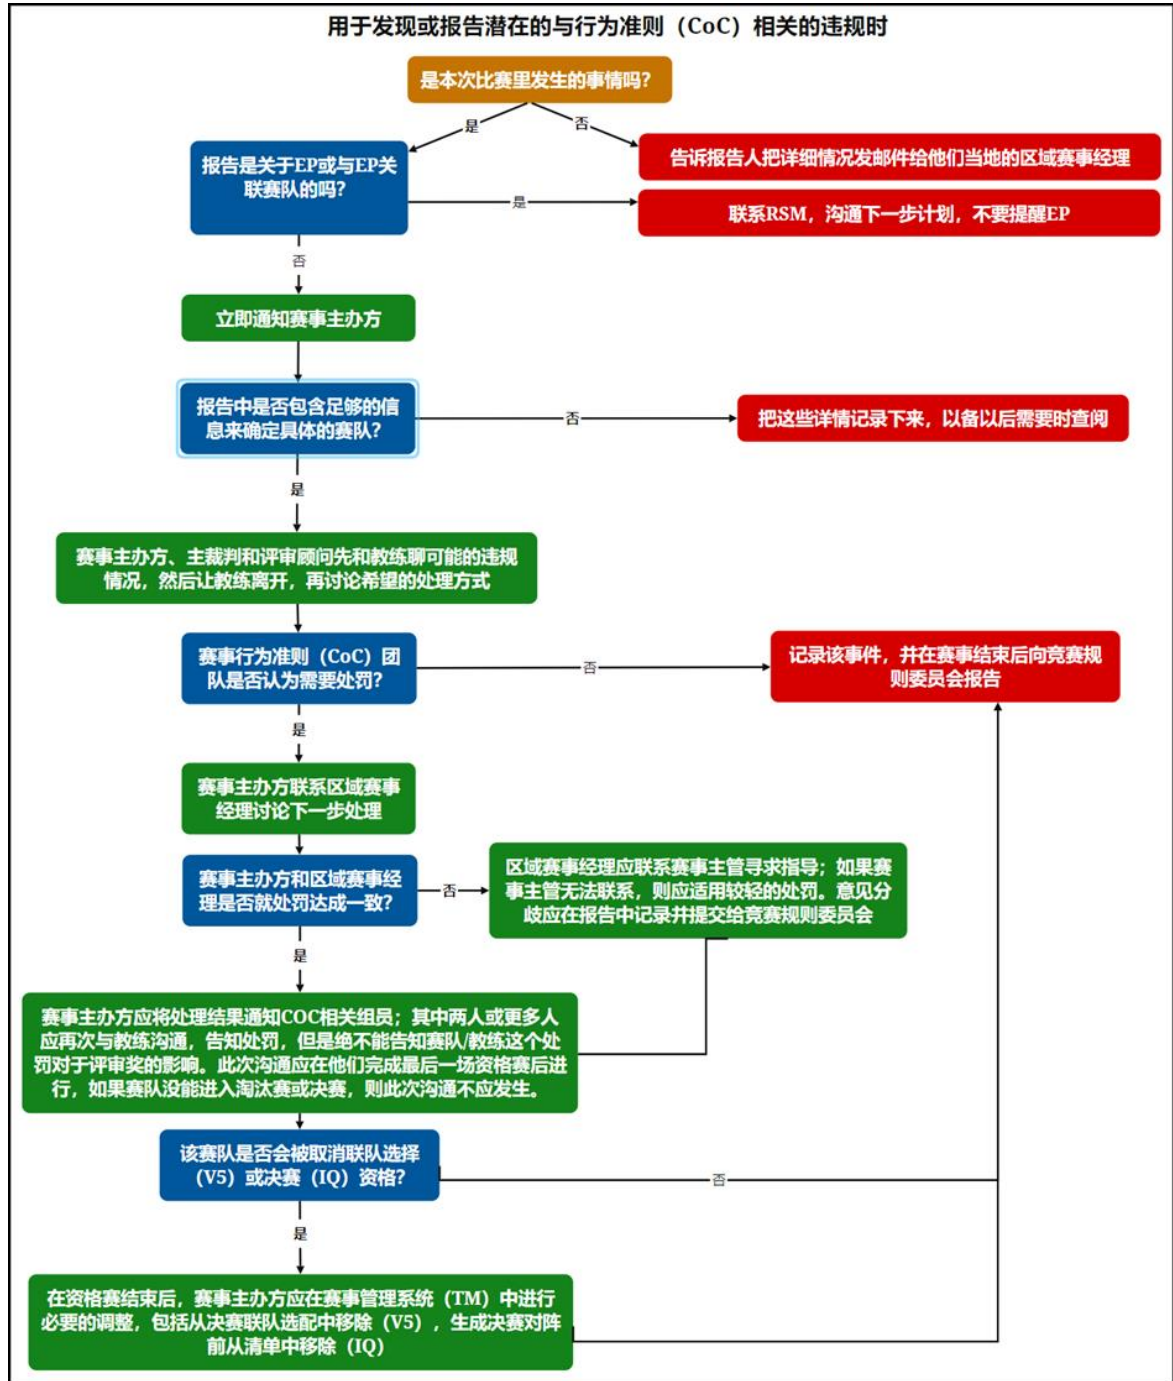 用于发现或报告潜在的与行为准则（CoC）相关的违规时
是本次比赛里发生的事情吗？
是
否
报告是关于EP或与EP关
联赛队的吗？
告诉报告人把详细情况发邮件给他们当地的区域赛事经理
是
联系RSM，沟通下一步计划，不要提醒EP
否
立即通知赛事主办方
报告中是否包含足够的信
息来确定具体的赛队？
否
把这些详情记录下来，以备以后需要时查阅
是
赛事主办方、主裁判和评审顾问先和教练聊可能的违规
情况，然后让教练离开，再讨论希望的处理方式
赛事行为准则（CoC）团
队是否认为需要处罚？
否
记录该事件，并在赛事结束后向竞赛规
则委员会报告
是
赛事主办方联系区域赛事
经理讨论下一步处理
赛事主办方和区域赛事经
理是否就处罚达成一致？
否
区域赛事经理应联系赛事主管寻求指导；如果赛
事主管无法联系，则应适用较轻的处罚。意见分
歧应在报告中记录并提交给竞赛规则委员会
是
赛事主办方应将处理结果通知COC相关组员；其中两人或更多人
应再次与教练沟通，告知处罚，但是绝不能告知赛队/教练这个处
罚对于评审奖的影响。此次沟通应在他们完成最后一场资格赛后进
行，如果赛队没能进入淘汰赛或决赛，则此次沟通不应发生。
该赛队是否会被取消联队选择
（V5）或决赛（IQ）资格？
否
是
在资格赛结束后，赛事主办方应在赛事管理系统（TM）中进行
必要的调整，包括从决赛联队选配中移除（V5），生成决赛对阵
前从清单中移除（IQ）